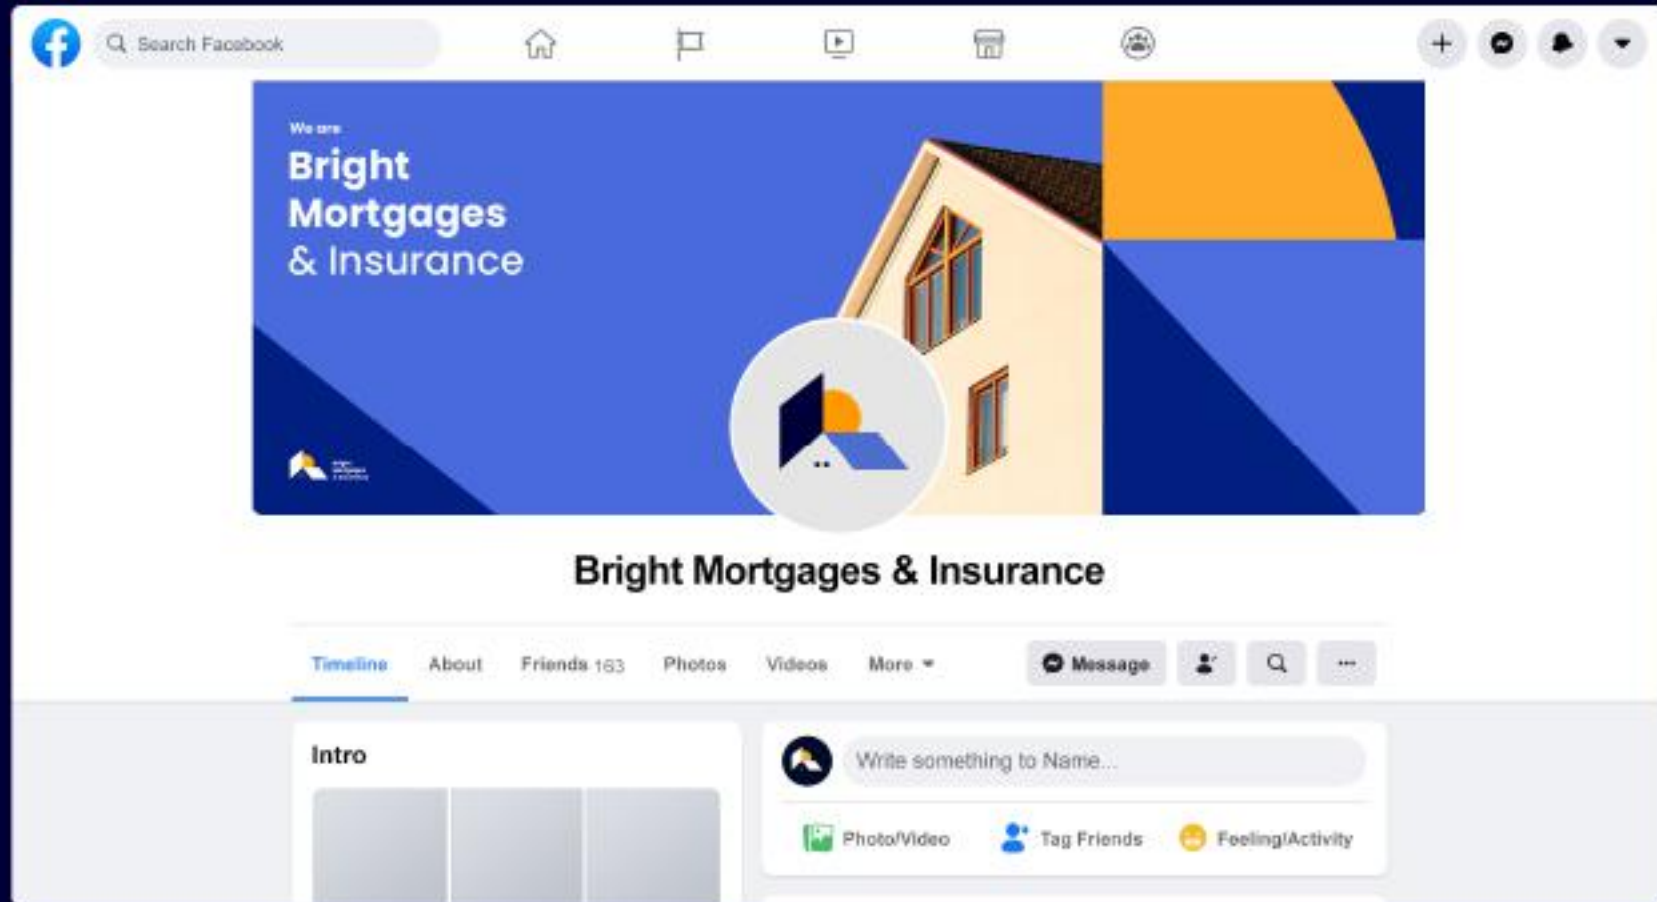 Search Facebook
We are
Bright
Mortgages
& Insurance
Bright Mortgages & Insurance
Timeline
About
Friends 163
Photos
Videos
More
Message
Intro
Write something to Name...
Photo/Video
Tag Friends
Feeling/Activity